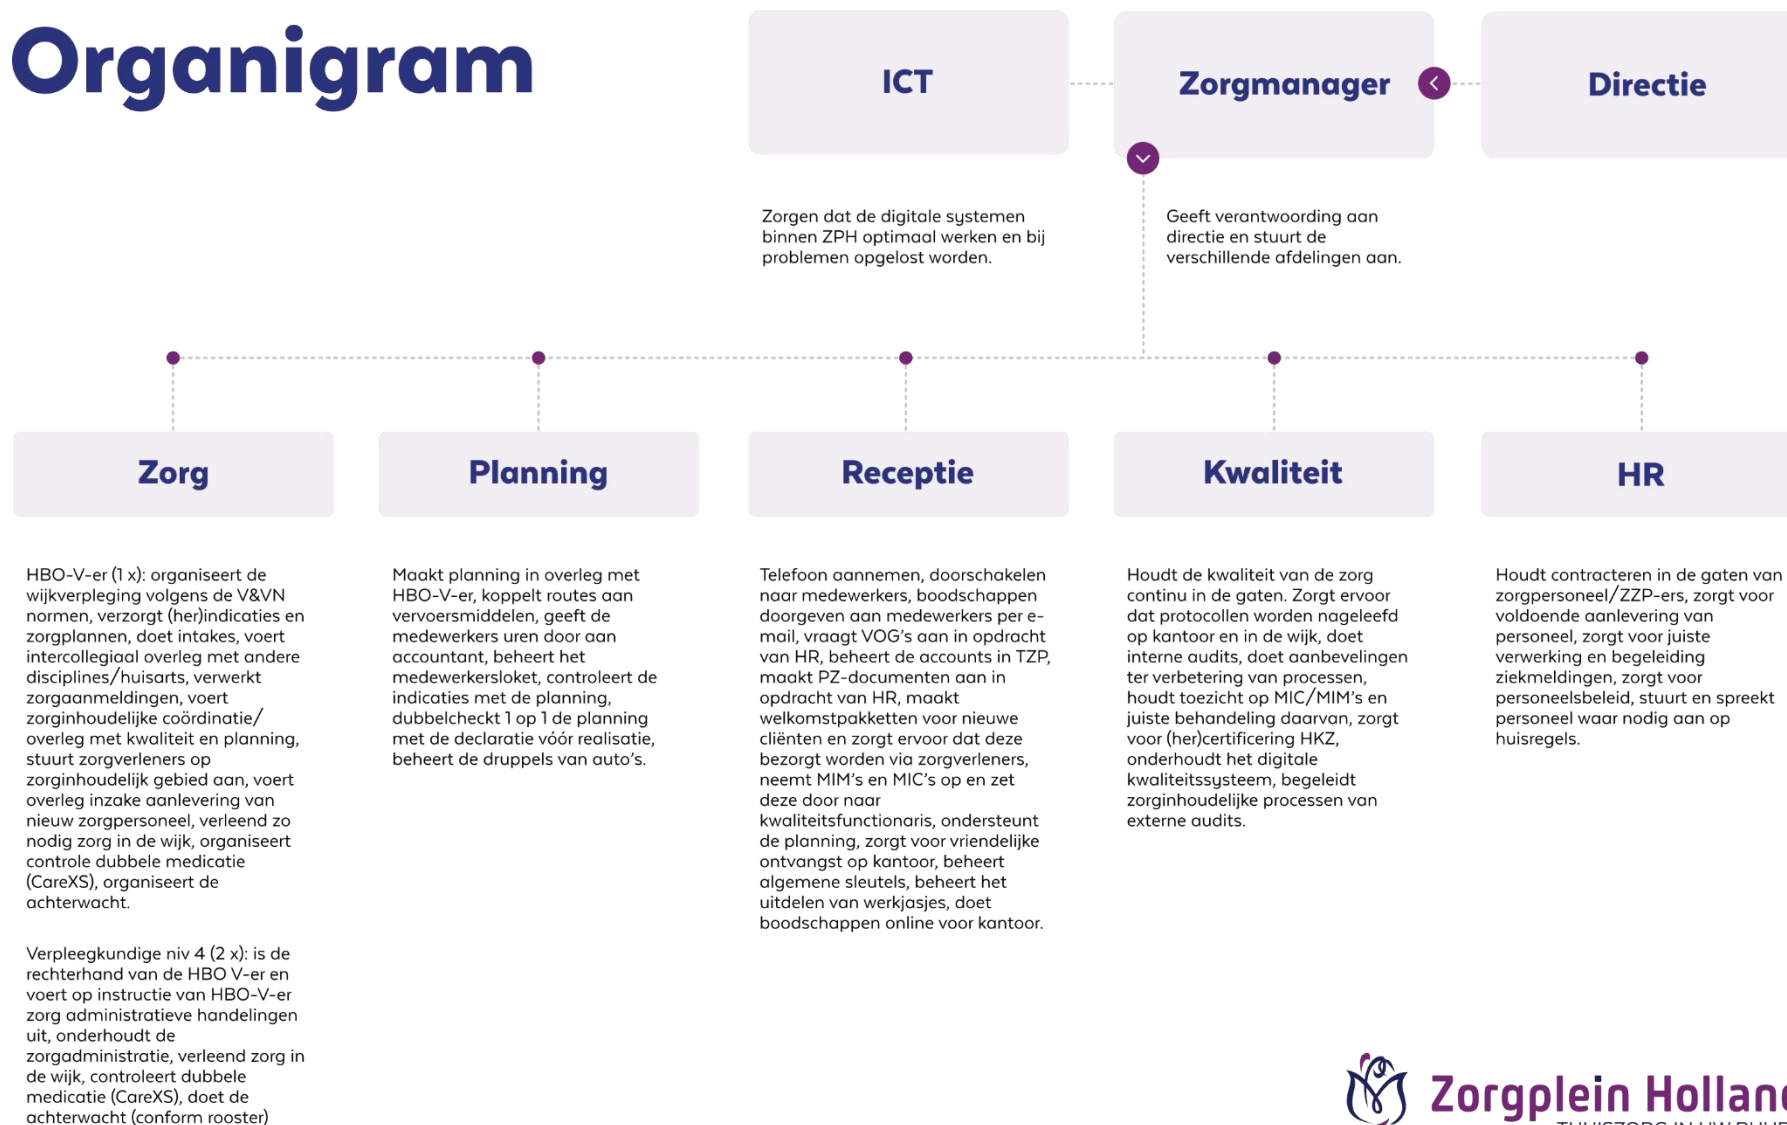 Organigram
ICT
Zorgmanager
Directie
Zorgen dat de digitale systemen
binnen ZPH optimaal werken en bij
problemen opgelost worden.
Geeft verantwoording aan
directie en stuurt de
verschillende afdelingen aan.
Zorg
Planning
Receptie
Kwaliteit
HR
HBO-V-er (1 x): organiseert de
wijkverpleging volgens de V&VN
normen, verzorgt (her)indicaties en
zorgplannen, doet intakes, voert
intercollegiaal overleg met andere
disciplines/huisarts, verwerkt
zorgaanmeldingen, voert
zorginhoudelijke coördinatie/
overleg met kwaliteit en planning,
stuurt zorgverleners op
zorginhoudelijk gebied aan, voert
overleg inzake aanlevering van
nieuw zorgpersoneel, verleend zo
nodig zorg in de wijk, organiseert
controle dubbele medicatie
(CareXS), organiseert de
achterwacht.
Verpleegkundige niv 4 (2 x): is de
rechterhand van de HBO V-er en
voert op instructie van HBO-V-er
zorg administratieve handelingen
uit, onderhoudt de
zorgadministratie, verleend zorg in
de wijk, controleert dubbele
medicatie (CareXS), doet de
achterwacht (conform rooster)
Maakt planning in overleg met
HBO-V-er, koppelt routes aan
vervoersmiddelen, geeft de
medewerkers uren door aan
accountant, beheert het
medewerkersloket, controleert de
indicaties met de planning,
dubbelcheckt 1 op 1 de planning
met de declaratie vóór realisatie,
beheert de druppels van auto's.
Telefoon aannemen, doorschakelen
naar medewerkers, boodschappen
doorgeven aan medewerkers per e-
mail, vraagt VOG's aan in opdracht
van HR, beheert de accounts in TZP,
maakt PZ-documenten aan in
opdracht van HR, maakt
welkomstpakketten voor nieuwe
cliënten en zorgt ervoor dat deze
bezorgt worden via zorgverleners,
neemt MIM's en MIC's op en zet
deze door naar
kwaliteitsfunctionaris, ondersteunt
de planning, zorgt voor vriendelijke
ontvangst op kantoor, beheert
algemene sleutels, beheert het
uitdelen van werkjasjes, doet
boodschappen online voor kantoor.
Houdt de kwaliteit van de zorg
continu in de gaten. Zorgt ervoor
dat protocollen worden nageleefd
op kantoor en in de wijk, doet
interne audits, doet aanbevelingen
ter verbetering van processen,
houdt toezicht op MIC/MIM's en
juiste behandeling daarvan, zorgt
voor (her)certificering HKZ,
onderhoudt het digitale
kwaliteitssysteem, begeleidt
zorginhoudelijke processen van
externe audits.
Houdt contracteren in de gaten van
zorgpersoneel/ZZP-ers, zorgt voor
voldoende aanlevering van
personeel, zorgt voor juiste
verwerking en begeleiding
ziekmeldingen, zorgt voor
personeelsbeleid, stuurt en spreekt
personeel waar nodig aan op
huisregels.
Zorgplein Holland
THUISZORG IN UW BUUR